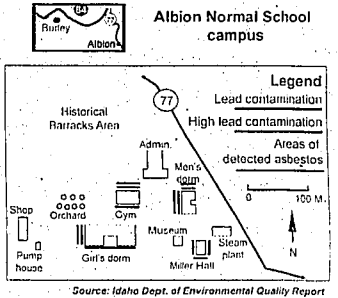 Albion Normal School
campus
84
77
Burley
Albion
77
Legend
Lead contamination
High lead contamination
Areas of
detected asbestos
0 100 M.
N
Historical
Barracks Area
Admin.
Men's
dorm
Shop
Orchard
Gym
Museum
Steam
plant
Pump
house
Girl's dorm
Miller Hall
Source: Idaho Dept. of Environmental Quality Report